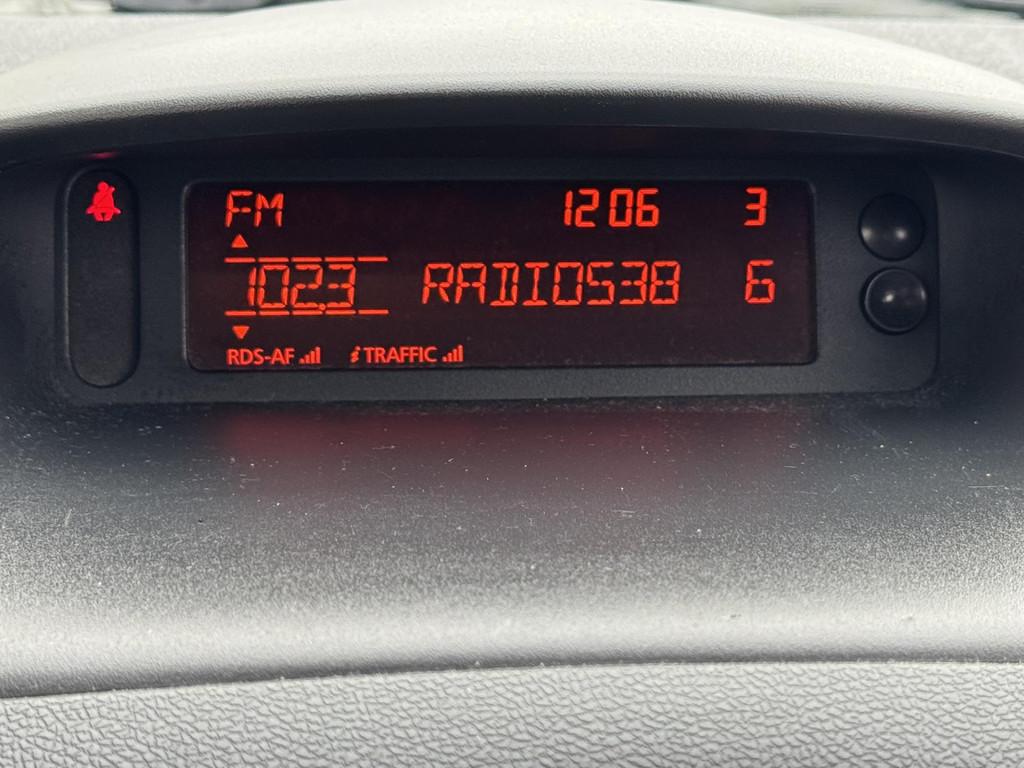 FM 12 06 3
102.3 RADIO538 6
RDS-AF i TRAFFIC